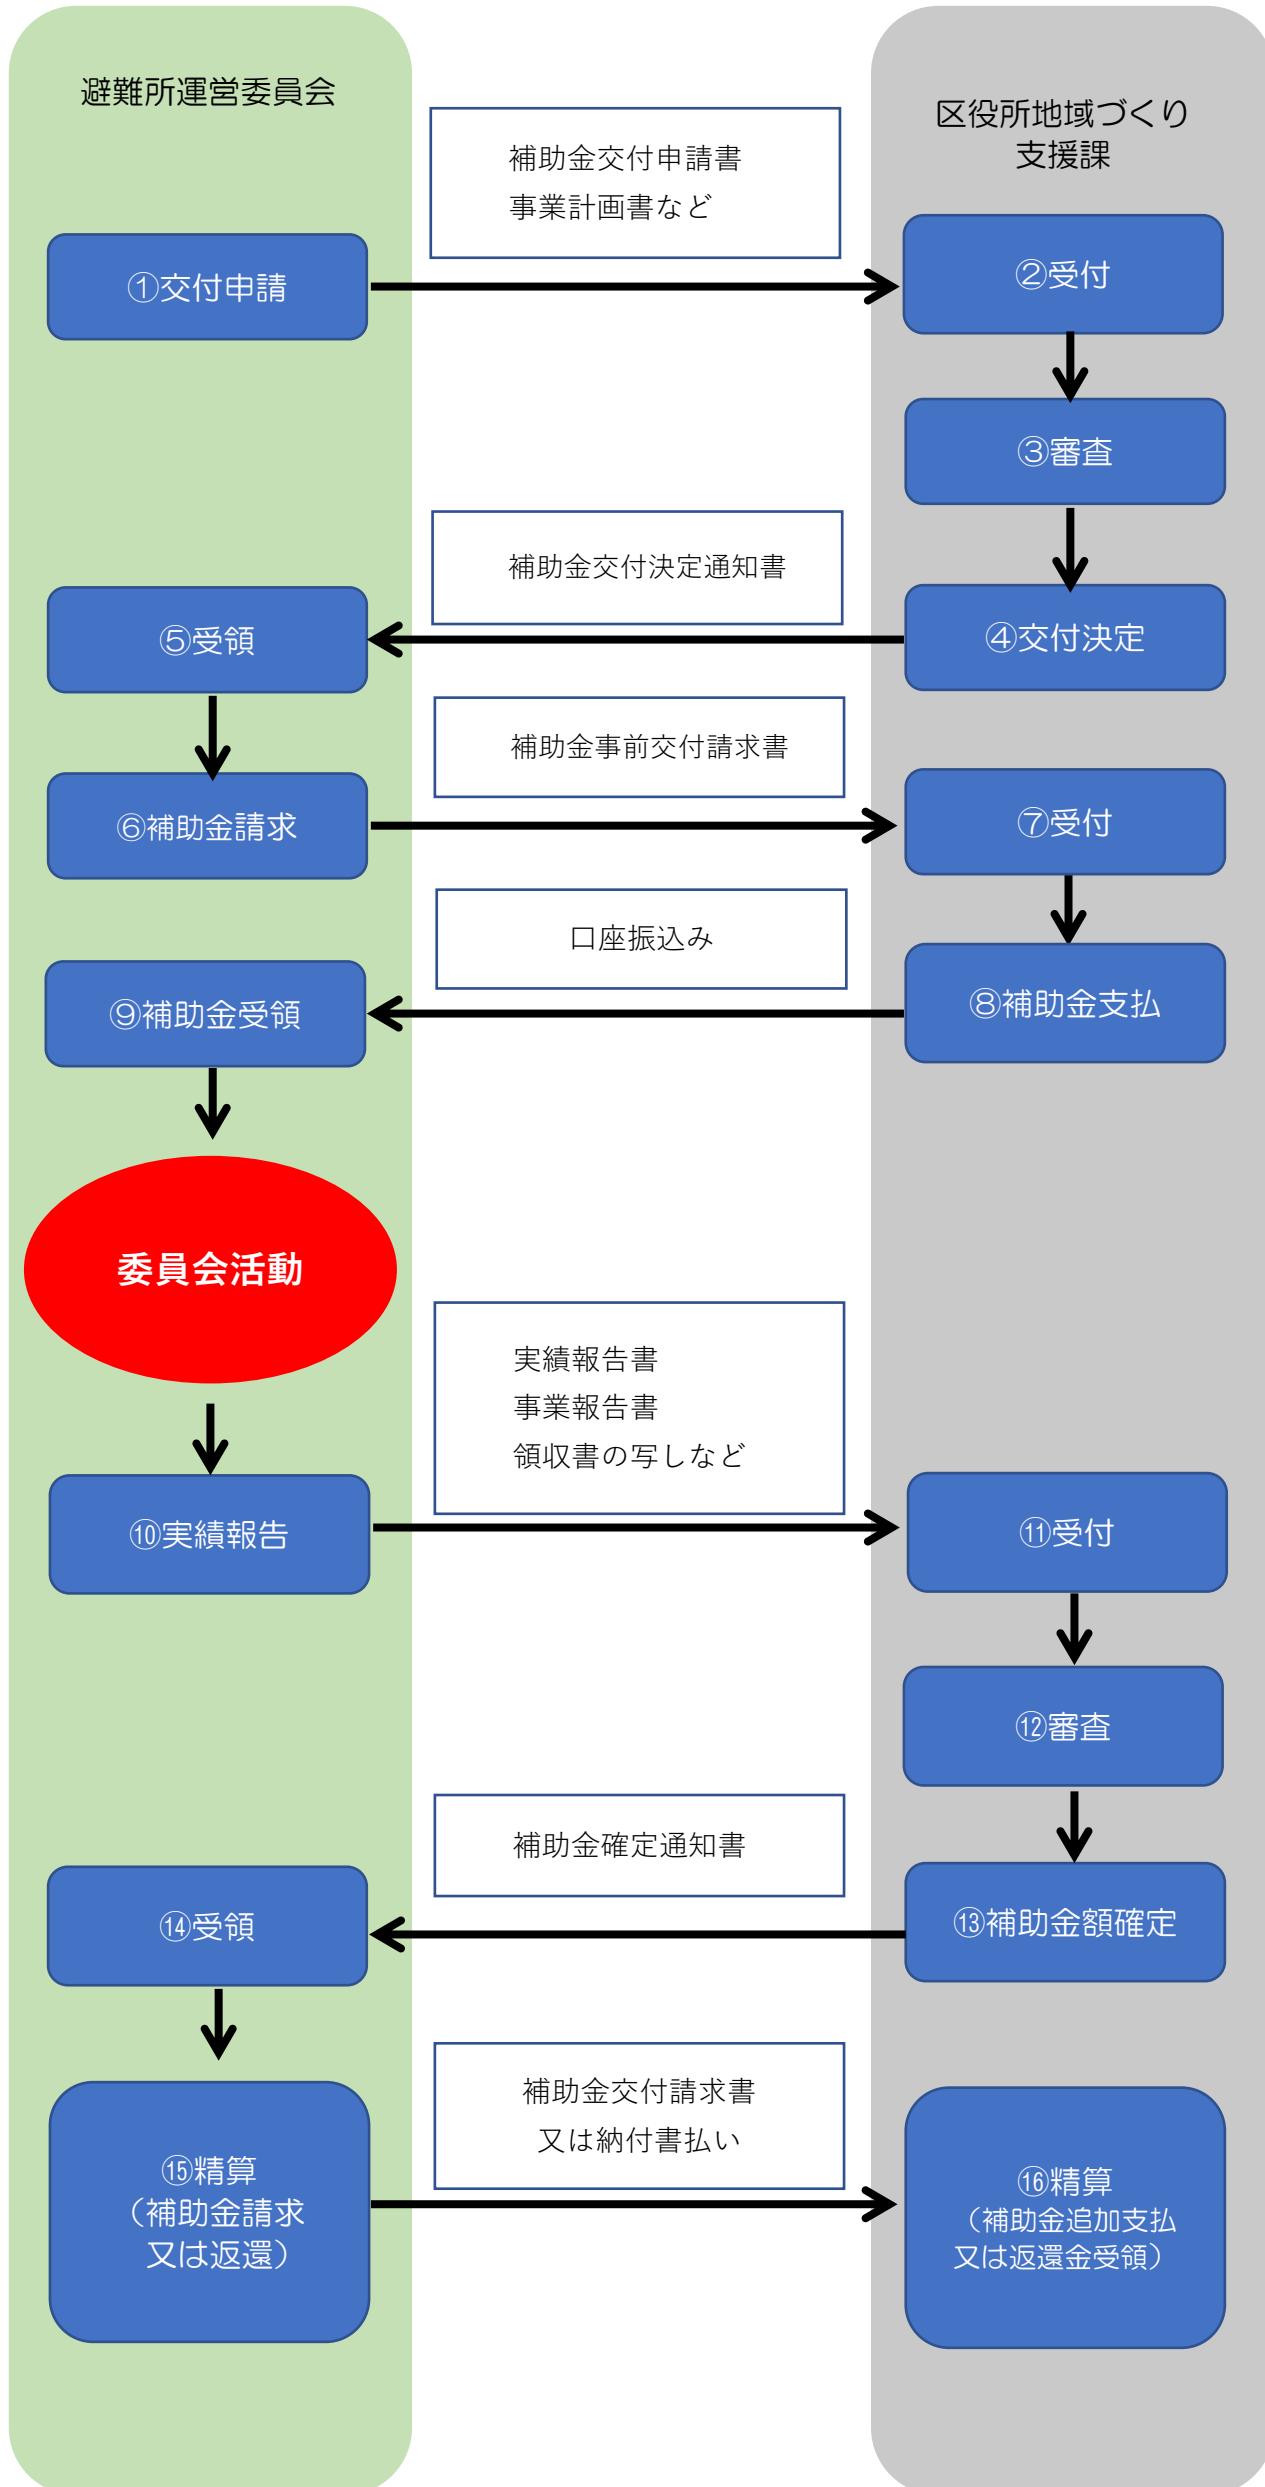 避難所運営委員会
区役所地域づくり
支援課
補助金交付申請書
事業計画書など
①交付申請
②受付
③審査
補助金交付決定通知書
④交付決定
⑤受領
補助金事前交付請求書
⑥補助金請求
⑦受付
口座振込み
⑧補助金支払
⑨補助金受領
委員会活動
実績報告書
事業報告書
領収書の写しなど
⑩実績報告
⑪受付
⑫審査
補助金確定通知書
⑬補助金額確定
⑭受領
補助金交付請求書
又は納付書払い
⑮精算
（補助金請求
又は返還）
⑯精算
（補助金追加支払
又は返還金受領）